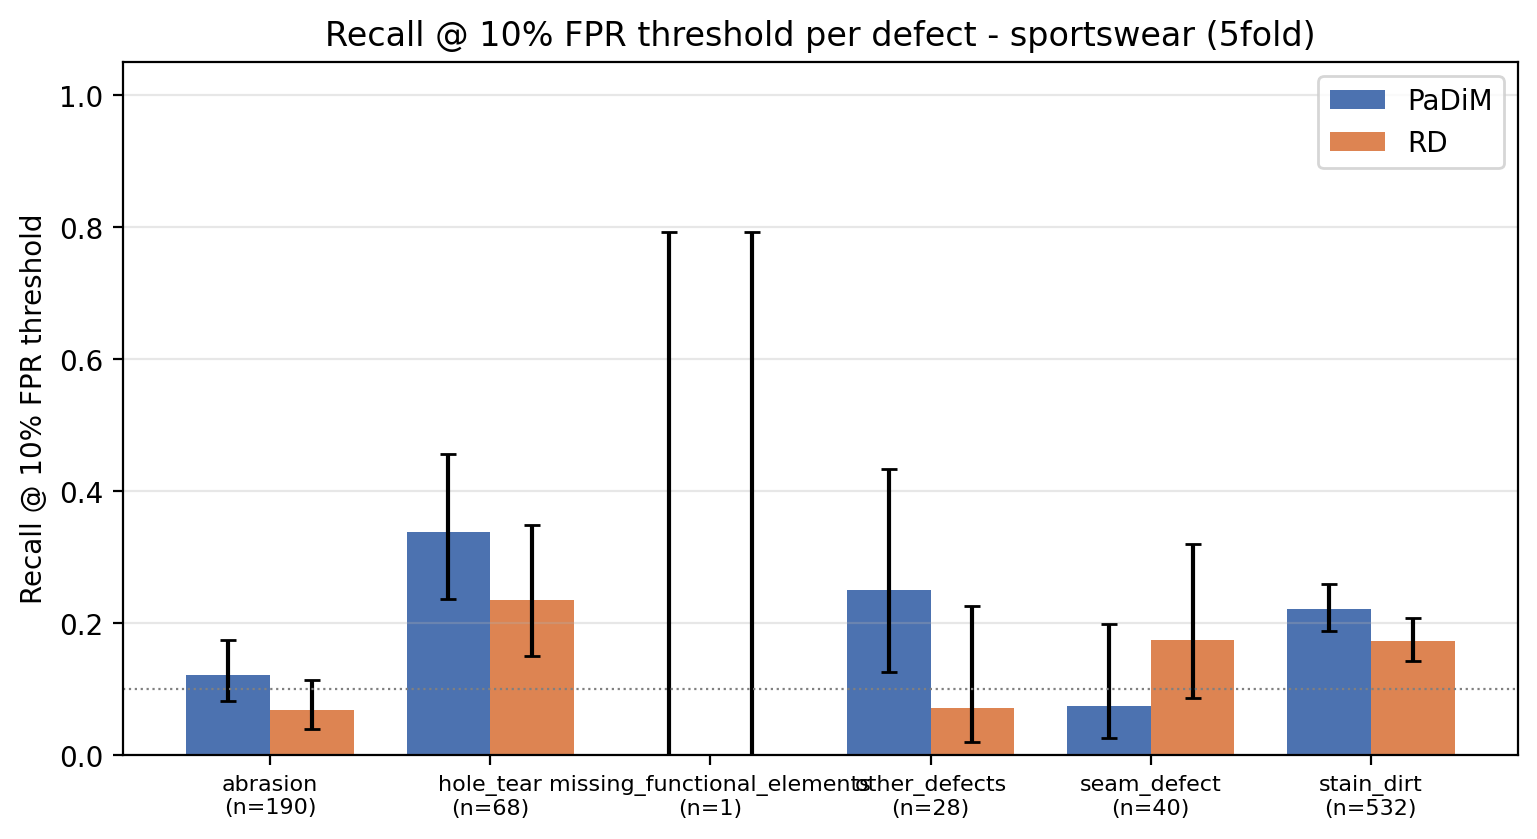 Recall @ 10% FPR threshold per defect - sportswear (5fold)
PaDiM
RD
Recall @ 10% FPR threshold
1.0
0.8
0.6
0.4
0.2
0.0
abrasion
(n=190)
hole_tear
(n=68)
missing_functional_elements
(n=1)
other_defects
(n=28)
seam_defect
(n=40)
stain_dirt
(n=532)